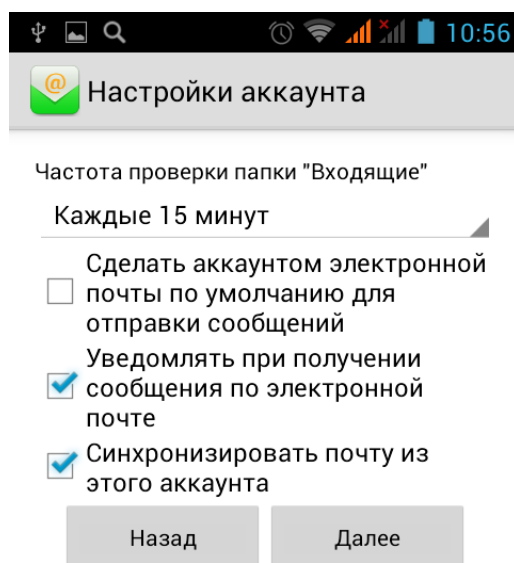 10:56
Настройки аккаунта
Частота проверки папки "Входящие"
Каждые 15 минут
Сделать аккаунтом электронной
почты по умолчанию для
отправки сообщений
Уведомлять при получении
сообщения по электронной
почте
Синхронизировать почту из
этого аккаунта
Назад Далее